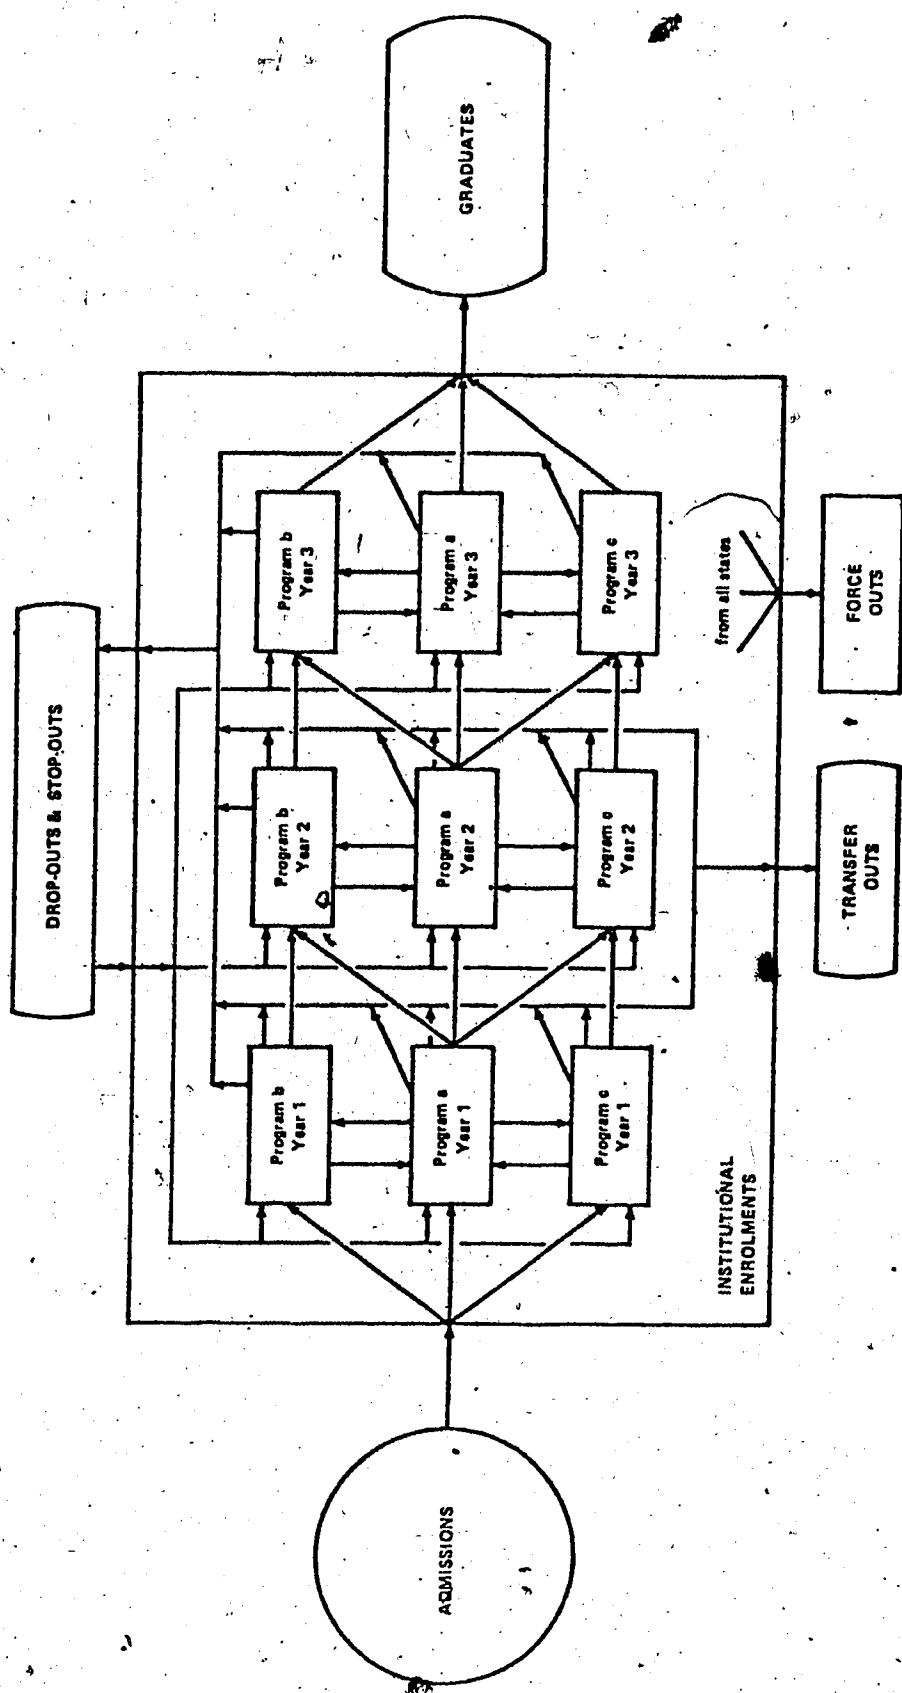 DROP-OUTS & STOP-OUTS
Program b
Year 1
Program b
Year 2
Program b
Year 3
ADMISSIONS
Program a
Year 1
Program a
Year 2
Program a
Year 3
GRADUATES
Program c
Year 1
Program c
Year 2
Program c
Year 3
INSTITUTIONAL
ENROLMENTS
from all states
TRANSFER
OUTS
FORCE
OUTS